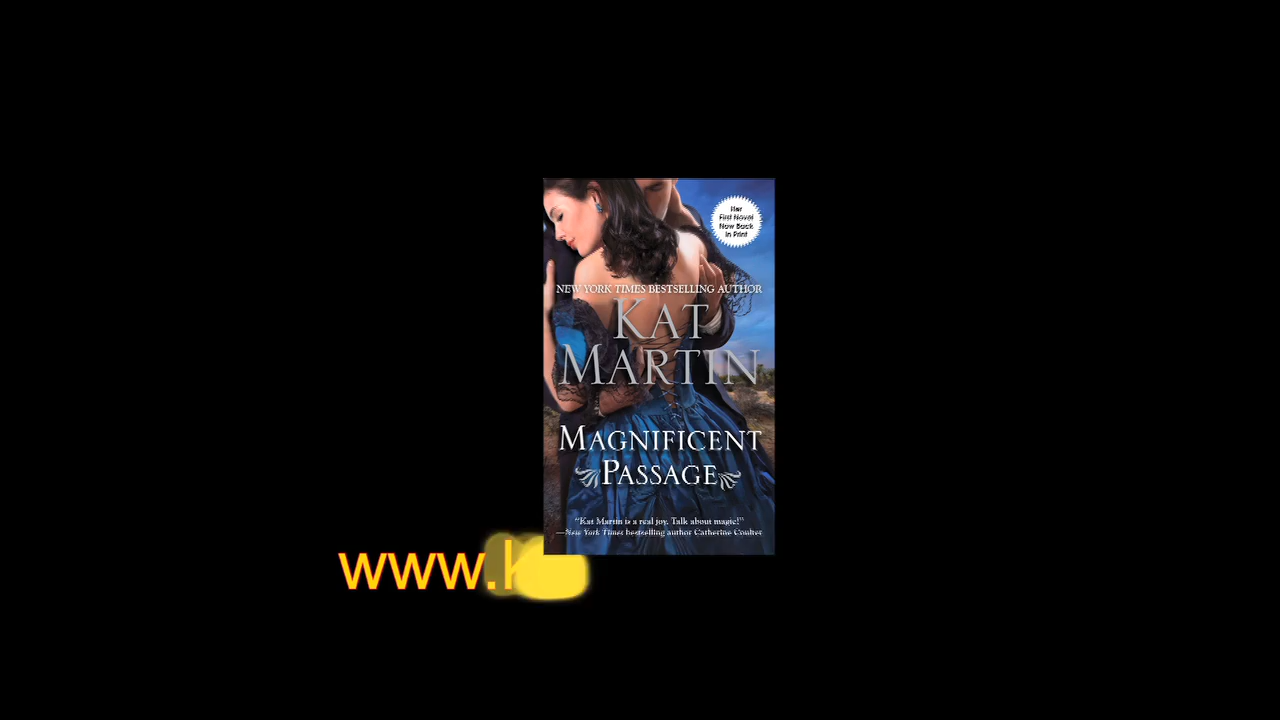 Her
First Novel
Now Back
in Print
NEW YORK TIMES BESTSELLING AUTHOR
KAT
MARTIN
MAGNIFICENT
PASSAGE
“Kat Martin is a real joy. Talk about magic!”
—New York Times bestselling author Catherine Coulter
www.k